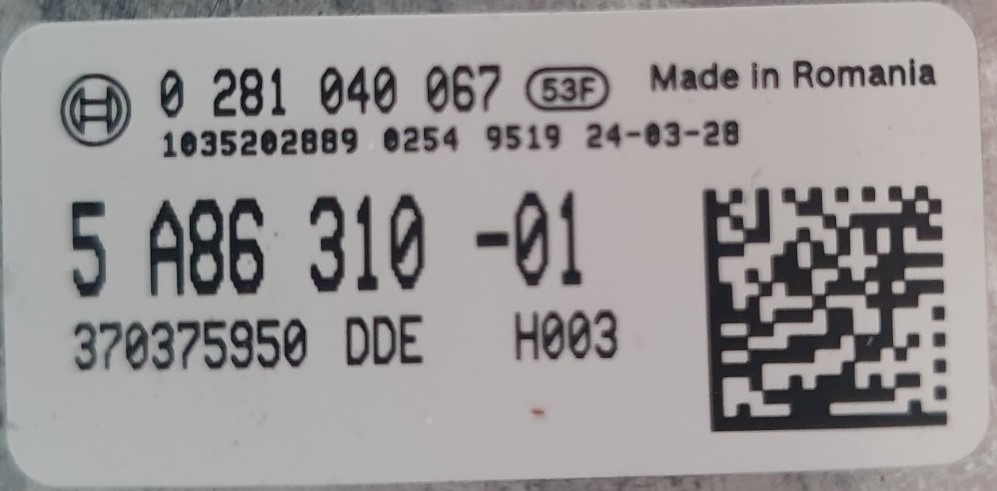 0 281 040 067 53F Made in Romania
1035202889 0254 9519 24-03-28
5 A86 310 -01
370375950 DDE H003